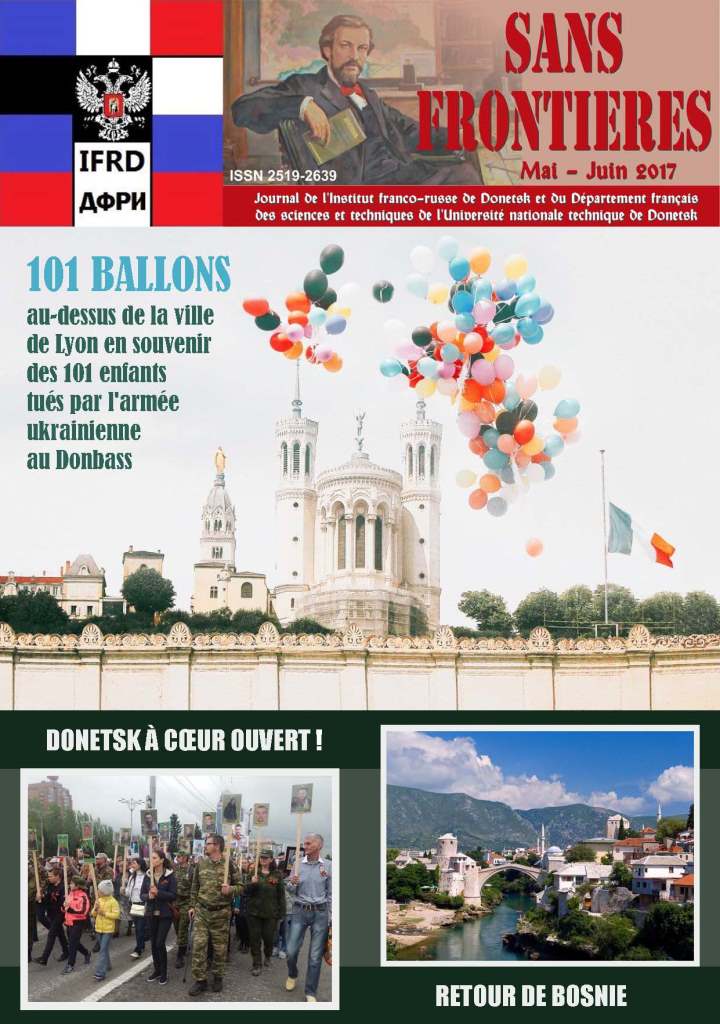 IFRD
ДФРИ
ISSN 2519-2639
SANS
FRONTIERES
Mai - Juin 2017
Journal de l'Institut franco-russe de Donetsk et du Département français
des sciences et techniques de l'Université nationale technique de Donetsk
101 BALLONS
au-dessus de la ville
de Lyon en souvenir
des 101 enfants
tués par l'armée
ukrainienne
au Donbass
DONETSK À CŒUR OUVERT !
RETOUR DE BOSNIE